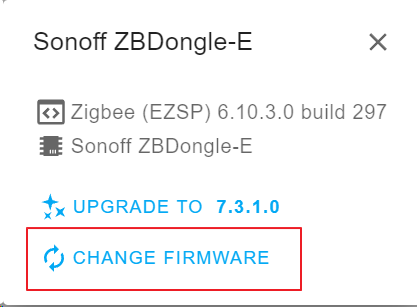 Sonoff ZBDongle-E
Zigbee (EZSP) 6.10.3.0 build 297
Sonoff ZBDongle-E
UPGRADE TO 7.3.1.0
CHANGE FIRMWARE